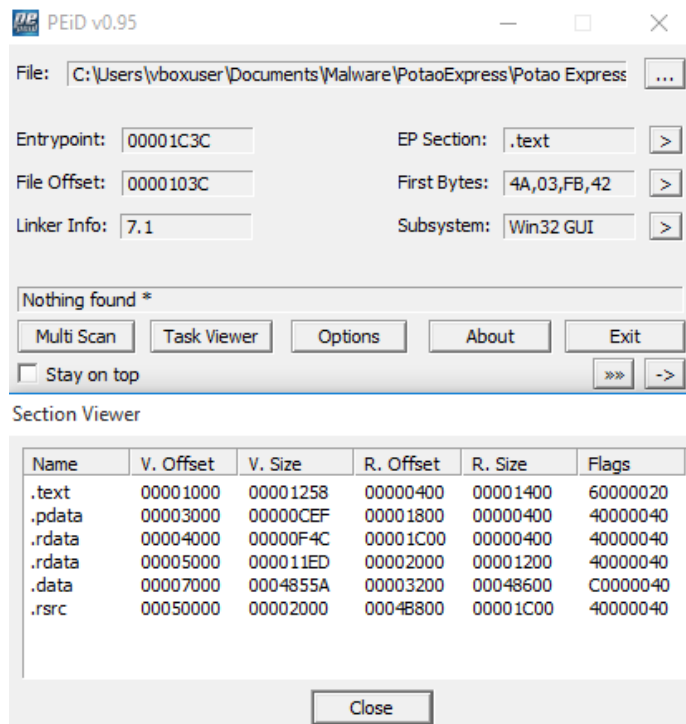 PEiD v0.95
File: C:\Users\vboxuser\Documents\Malware\PotaoExpress\Potao Express ...
Entrypoint: 00001C3C EP Section: .text >
File Offset: 0000103C First Bytes: 4A,03,FB,42 >
Linker Info: 7.1 Subsystem: Win32 GUI >
Nothing found *
Multi Scan Task Viewer Options About Exit
Stay on top »» ->
Section Viewer
Name V. Offset V. Size R. Offset R. Size Flags
.text 00001000 00001258 00000400 00001400 60000020
.pdata 00003000 00000CEF 00001800 00000400 40000040
.rdata 00004000 00000F4C 00001C00 00000400 40000040
.rdata 00005000 000011ED 00002000 00001200 40000040
.data 00007000 0004855A 00003200 00048600 C0000040
.rsrc 00050000 00002000 0004B800 00001C00 40000040
Close